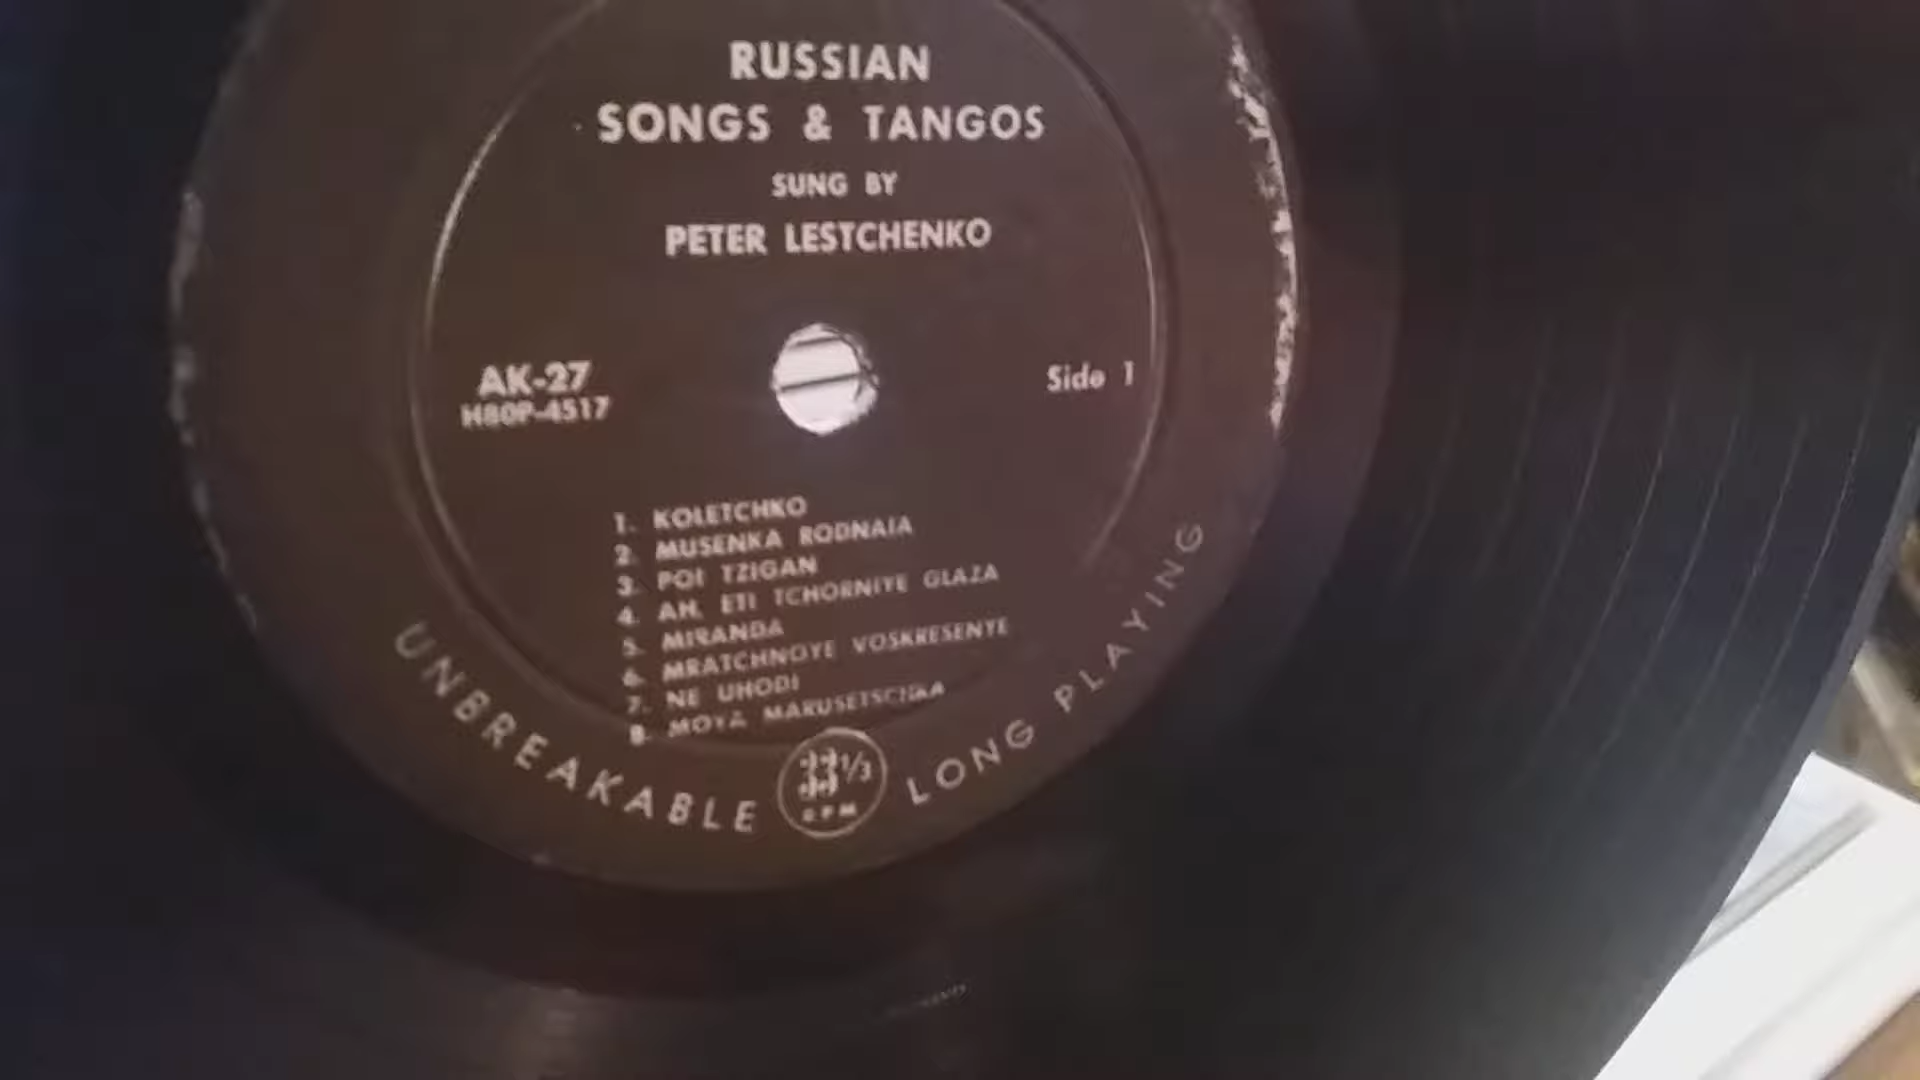 RUSSIAN
SONGS & TANGOS
SUNG BY
PETER LESTCHENKO
AK-27
H80P-4517
Side 1
1. KOLETCHKO
2. MUSENKA RODNAIA
3. POI TZIGAN
4. AH, ETI TCHORNIYE GLAZA
5. MIRANDA
6. MRATCHNOYE VOSKRESENYE
7. NE UHODI
8. MOYA MARUSETSCHKA
UNBREAKABLE
33 1/3
RPM
LONG PLAYING